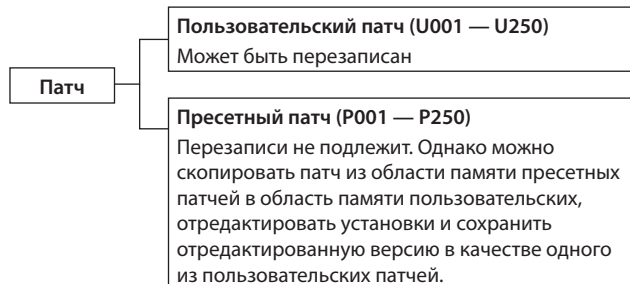 Патч
Пользовательский патч (U001 — U250)
Может быть перезаписан
Пресетный патч (P001 — P250)
Перезаписи не подлежит. Однако можно
скопировать патч из области памяти пресетных
патчей в область памяти пользовательских,
отредактировать установки и сохранить
отредактированную версию в качестве одного
из пользовательских патчей.